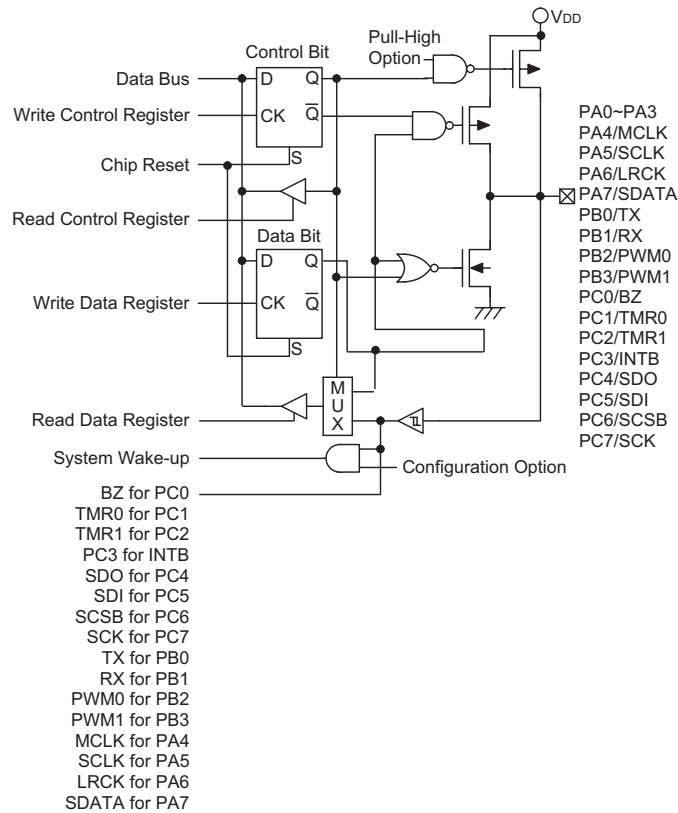 VDD
Pull-High
Option
Control Bit
Data Bus
D
Q
Write Control Register
CK
Q
S
Chip Reset
Read Control Register
Data Bit
D
Q
Write Data Register
CK
Q
S
M
U
X
Read Data Register
System Wake-up
Configuration Option
PA0~PA3
PA4/MCLK
PA5/SCLK
PA6/LRCK
PA7/SDATA
PB0/TX
PB1/RX
PB2/PWM0
PB3/PWM1
PC0/BZ
PC1/TMR0
PC2/TMR1
PC3/INTB
PC4/SDO
PC5/SDI
PC6/SCSB
PC7/SCK
BZ for PC0
TMR0 for PC1
TMR1 for PC2
PC3 for INTB
SDO for PC4
SDI for PC5
SCSB for PC6
SCK for PC7
TX for PB0
RX for PB1
PWM0 for PB2
PWM1 for PB3
MCLK for PA4
SCLK for PA5
LRCK for PA6
SDATA for PA7